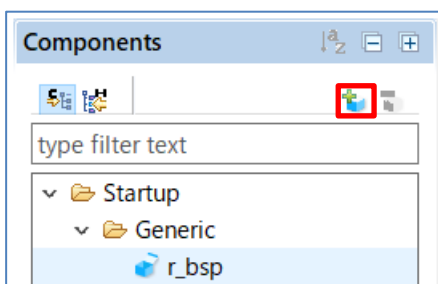 Components
type filter text
Startup
Generic
r_bsp